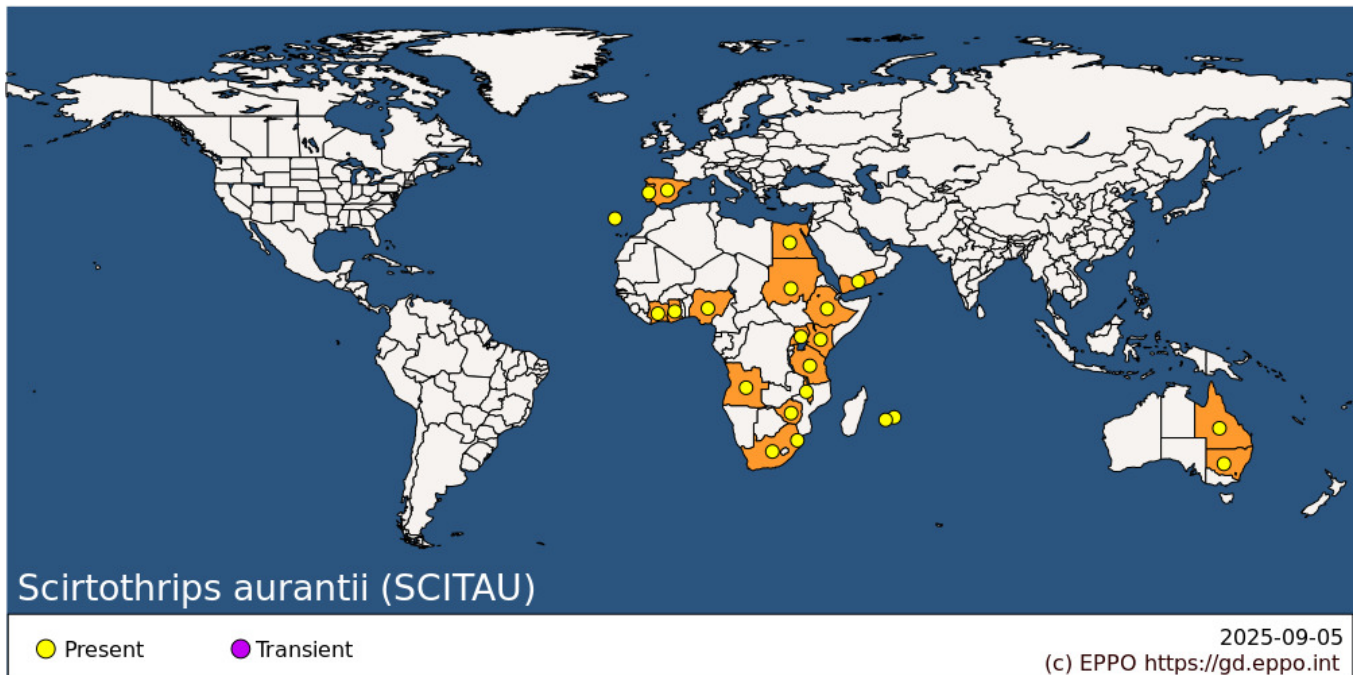 Scirtothrips aurantii (SCITAU)
Present
Transient
2025-09-05
(c) EPPO https://gd.eppo.int